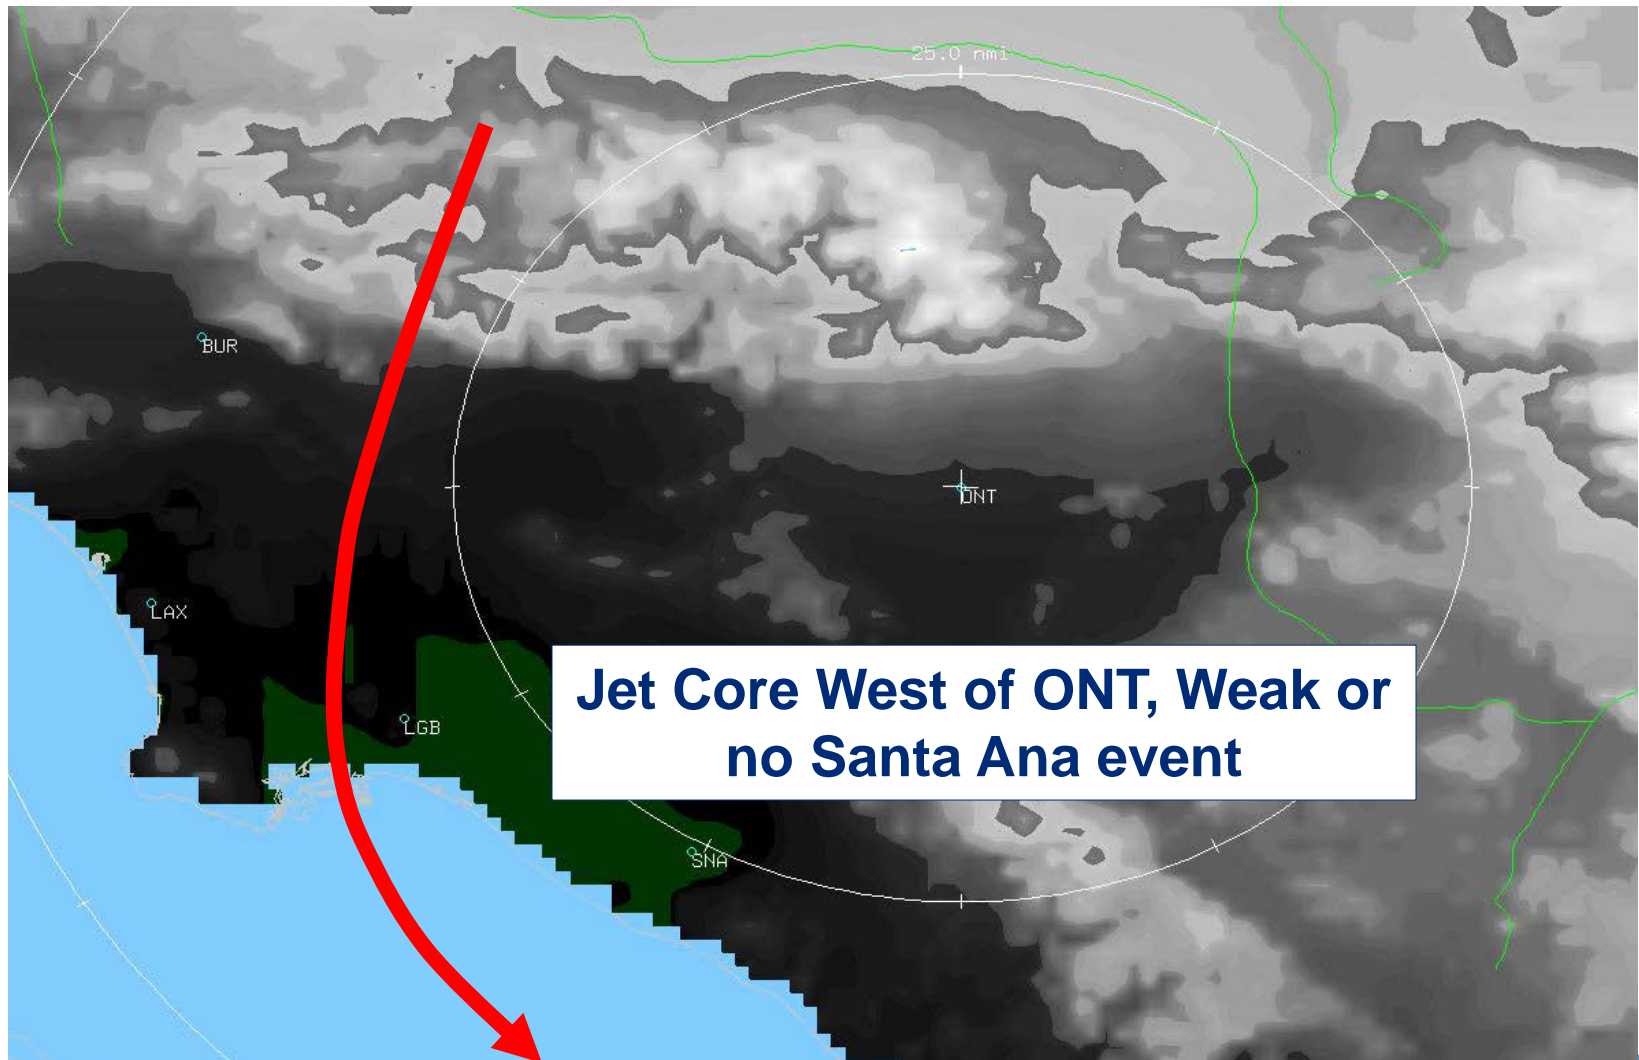 25.0 nmi
BUR
ONT
LAX
Jet Core West of ONT, Weak or
no Santa Ana event
LGB
SNA